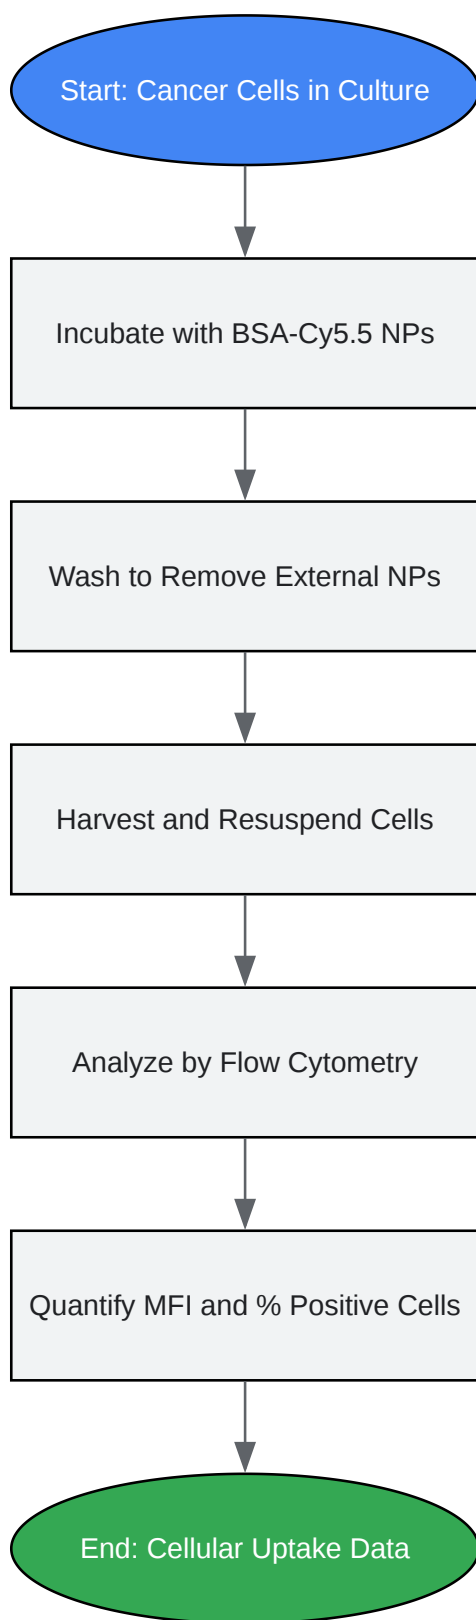 Start: Cancer Cells in Culture
Incubate with BSA-Cy5.5 NPs
Wash to Remove External NPs
Harvest and Resuspend Cells
Analyze by Flow Cytometry
Quantify MFI and % Positive Cells
End: Cellular Uptake Data